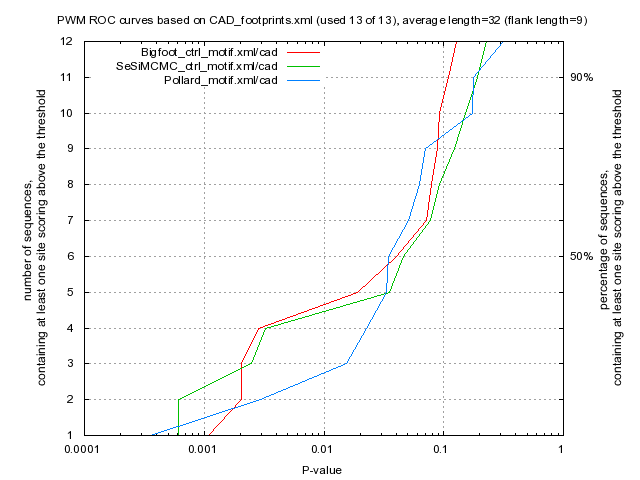 PWM ROC curves based on CAD_footprints.xml (used 13 of 13), average length=32 (flank length=9)
Bigfoot_ctrl_motif.xml/cad
SeSiMCMC_ctrl_motif.xml/cad
Pollard_motif.xml/cad
number of sequences,
containing at least one site scoring above the threshold
12
11
10
9
8
7
6
5
4
3
2
1
90%
50%
percentage of sequences,
containing at least one site scoring above the threshold
0.0001
0.001
0.01
0.1
1
P-value